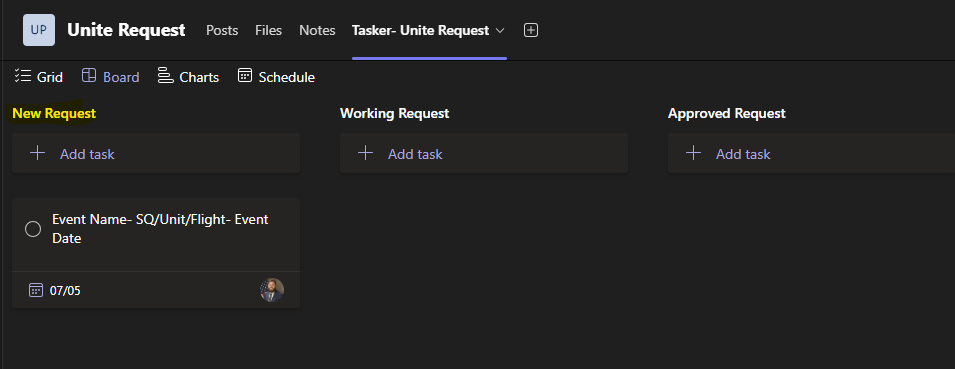 UP Unite Request Posts Files Notes Tasker- Unite Request
Grid Board Charts Schedule
New Request Working Request Approved Request
Add task Add task Add task
Event Name- SQ/Unit/Flight- Event
Date
07/05